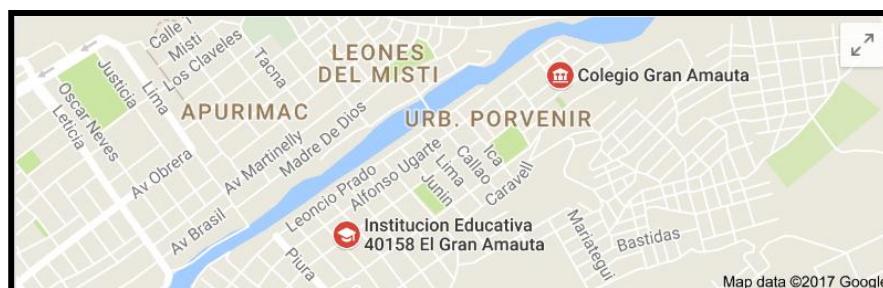 Calle 1
Misti
Los Claveles
Tacna
LEONES
DEL MISTI
Justicia
Lima
Oscar Neves
Leticia
APURIMAC
Colegio Gran Amauta
URB. PORVENIR
Av Martinelly
Madre De Dios
Av Obrera
Av Brasil
Leoncio Prado
Alfonso Ugarte
Lima
Junin
Callao
Ica
Caravell
Institucion Educativa
40158 El Gran Amauta
Piura
Mariategui
Bastidas
Map data ©2017 Google